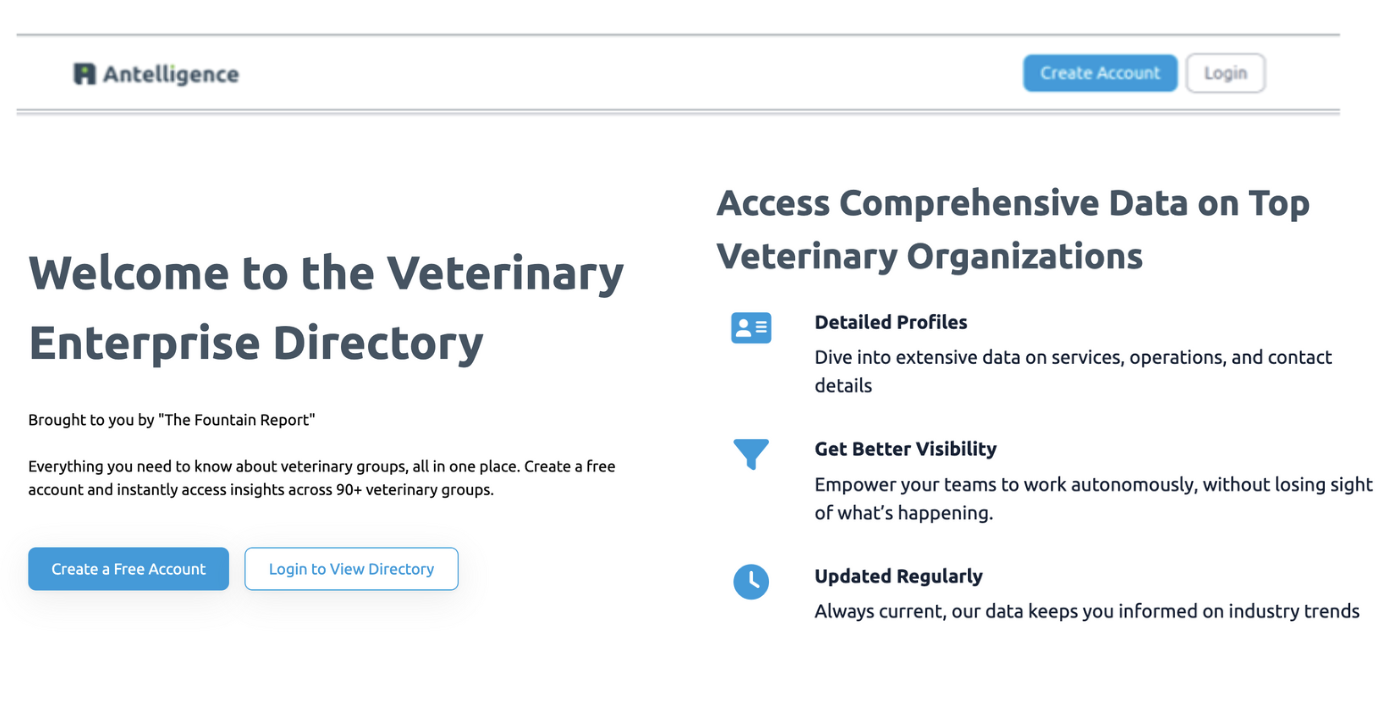 Antelligence
Create Account
Login
Welcome to the Veterinary
Enterprise Directory
Brought to you by "The Fountain Report"
Everything you need to know about veterinary groups, all in one place. Create a free
account and instantly access insights across 90+ veterinary groups.
Create a Free Account
Login to View Directory
Access Comprehensive Data on Top
Veterinary Organizations
Detailed Profiles
Dive into extensive data on services, operations, and contact
details
Get Better Visibility
Empower your teams to work autonomously, without losing sight
of what’s happening.
Updated Regularly
Always current, our data keeps you informed on industry trends